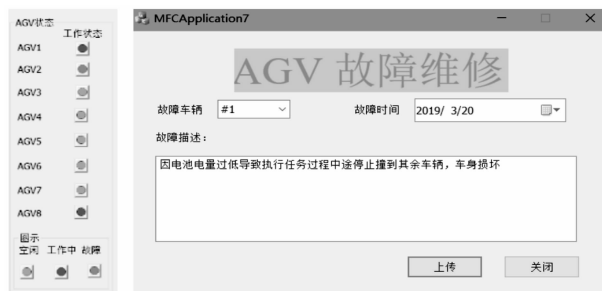 AGV状态
工作状态
AGV1
AGV2
AGV3
AGV4
AGV5
AGV6
AGV7
AGV8
图示
空闲 工作中 故障
MFCApplication7
AGV 故障维修
故障车辆 #1 故障时间 2019/ 3/20
故障描述：
因电池电量过低导致执行任务过程中途停止撞到其余车辆，车身损坏
上传 关闭